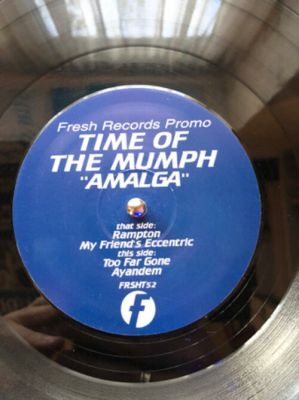 Fresh Records Promo
TIME OF
THE MUMPH
"AMALGA"
that side:
Rampton
My Friend's Eccentric
this side:
Too Far Gone
Ayandem
FRSHT52
f